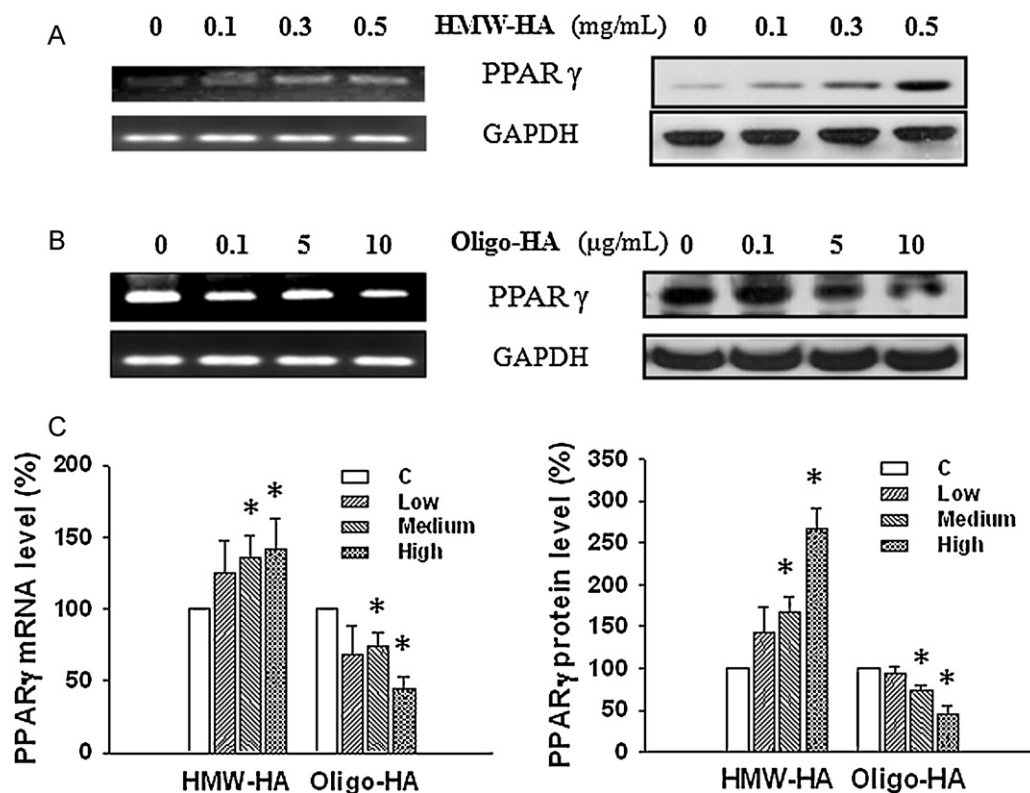 A
0 0.1 0.3 0.5 HMW-HA (mg/mL) 0 0.1 0.3 0.5
PPAR γ
GAPDH
B
0 0.1 5 10 Oligo-HA (μg/mL) 0 0.1 5 10
PPAR γ
GAPDH
C
PPARγ mRNA level (%)
200
150
100
50
0
C
Low
Medium
High
* * * *
HMW-HA Oligo-HA
PPARγ protein level (%)
350
300
250
200
150
100
50
0
C
Low
Medium
High
* * * *
HMW-HA Oligo-HA